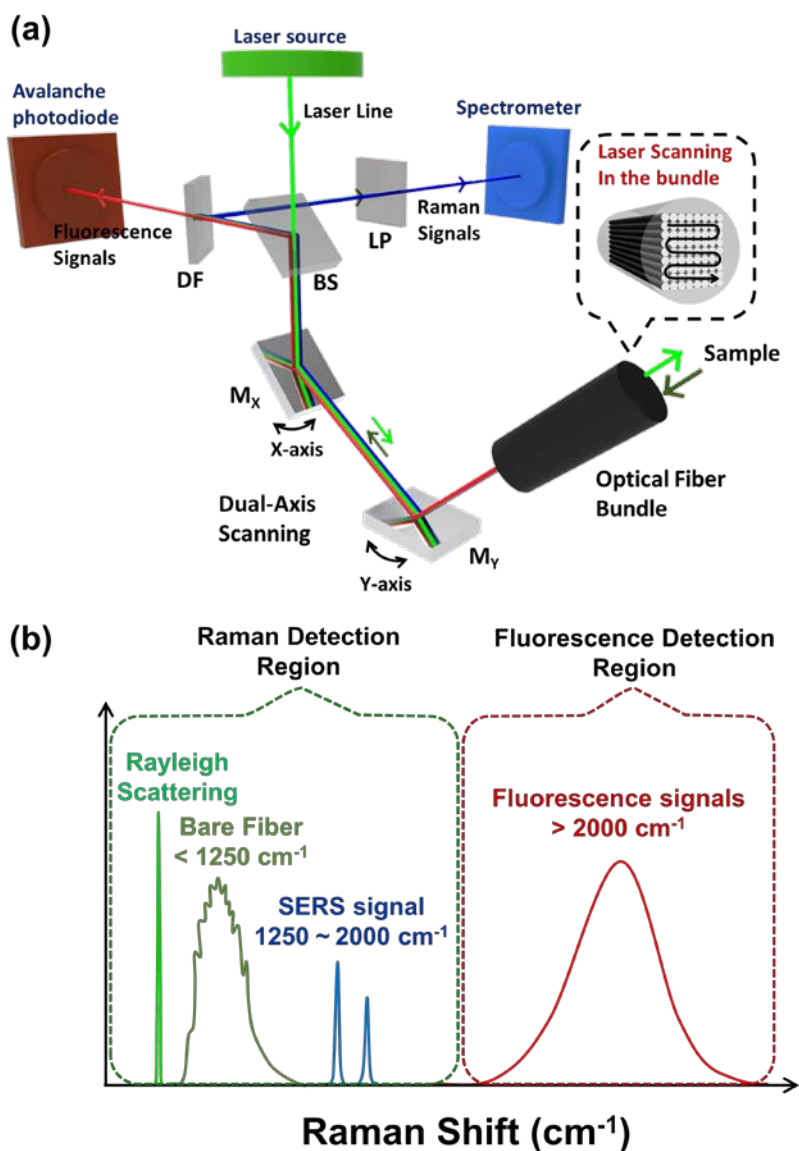 (a)
Laser source
Avalanche
photodiode
Laser Line
Spectrometer
Laser Scanning
In the bundle
Fluorescence
Signals
DF
BS
LP
Raman
Signals
Sample
M_X
X-axis
Optical Fiber
Bundle
Dual-Axis
Scanning
M_Y
Y-axis
(b)
Raman Detection
Region
Fluorescence Detection
Region
Rayleigh
Scattering
Bare Fiber
< 1250 cm⁻¹
SERS signal
1250 ~ 2000 cm⁻¹
Fluorescence signals
> 2000 cm⁻¹
Raman Shift (cm⁻¹)